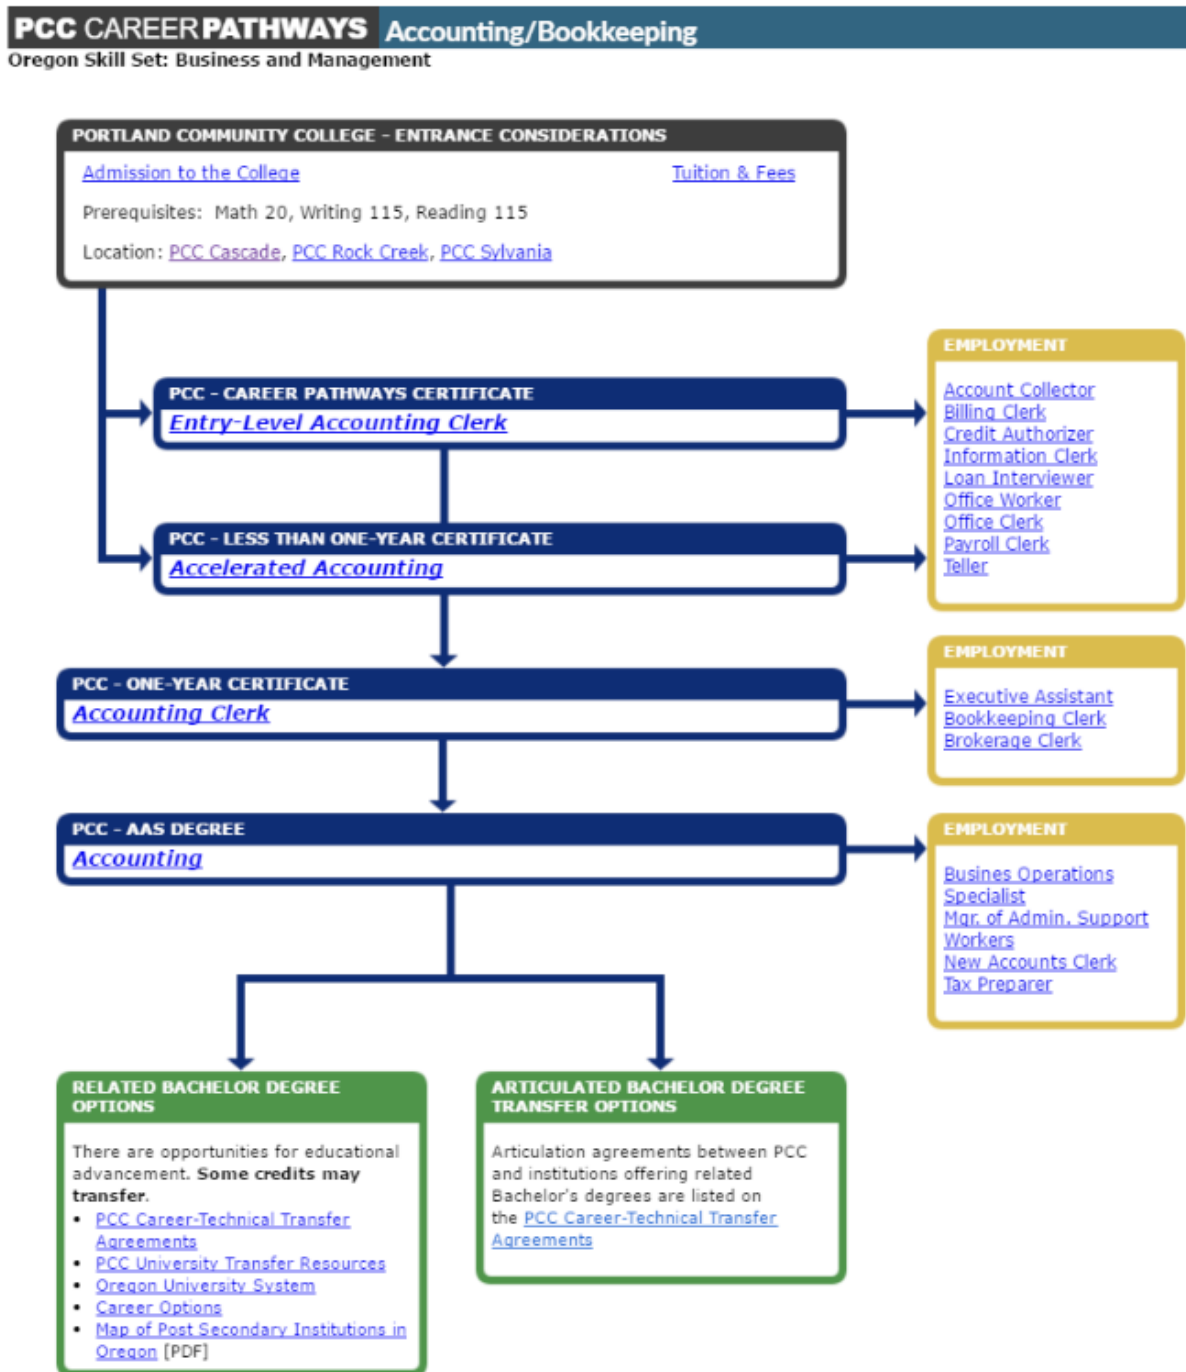 PCC CAREER PATHWAYS Accounting/Bookkeeping
Oregon Skill Set: Business and Management
PORTLAND COMMUNITY COLLEGE - ENTRANCE CONSIDERATIONS
Admission to the College Tuition & Fees
Prerequisites: Math 20, Writing 115, Reading 115
Location: PCC Cascade, PCC Rock Creek, PCC Sylvania
PCC - CAREER PATHWAYS CERTIFICATE
Entry-Level Accounting Clerk
EMPLOYMENT
Account Collector
Billing Clerk
Credit Authorizer
Information Clerk
Loan Interviewer
Office Worker
Office Clerk
Payroll Clerk
Teller
PCC - LESS THAN ONE-YEAR CERTIFICATE
Accelerated Accounting
PCC - ONE-YEAR CERTIFICATE
Accounting Clerk
EMPLOYMENT
Executive Assistant
Bookkeeping Clerk
Brokerage Clerk
PCC - AAS DEGREE
Accounting
EMPLOYMENT
Busines Operations
Specialist
Mgr. of Admin. Support
Workers
New Accounts Clerk
Tax Preparer
RELATED BACHELOR DEGREE
OPTIONS
There are opportunities for educational
advancement. Some credits may
transfer.
• PCC Career-Technical Transfer
Agreements
• PCC University Transfer Resources
• Oregon University System
• Career Options
• Map of Post Secondary Institutions in
Oregon [PDF]
ARTICULATED BACHELOR DEGREE
TRANSFER OPTIONS
Articulation agreements between PCC
and institutions offering related
Bachelor's degrees are listed on
the PCC Career-Technical Transfer
Agreements